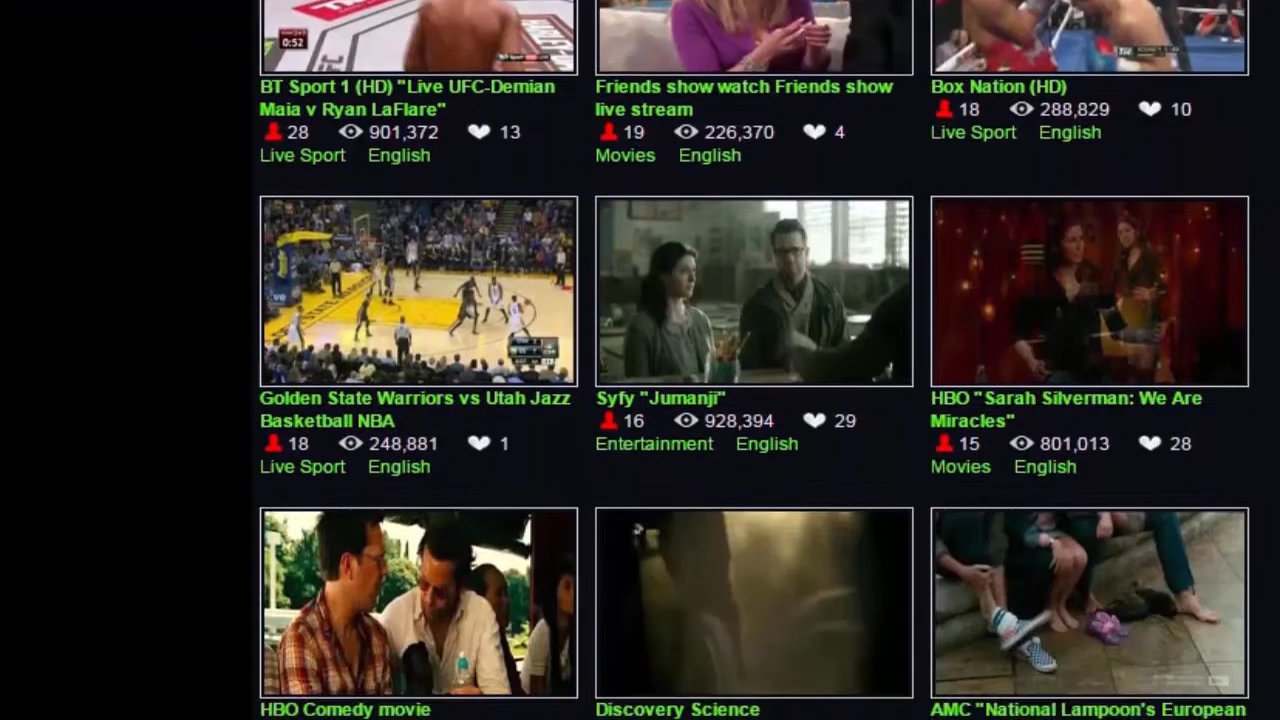 0:52
BT Sport 1 (HD) "Live UFC-Demian
Maia v Ryan LaFlare"
28 901,372 13
Live Sport English
Friends show watch Friends show
live stream
19 226,370 4
Movies English
Box Nation (HD)
18 288,829 10
Live Sport English
Golden State Warriors vs Utah Jazz
Basketball NBA
18 248,881 1
Live Sport English
Syfy "Jumanji"
16 928,394 29
Entertainment English
HBO "Sarah Silverman: We Are
Miracles"
15 801,013 28
Movies English
HBO Comedy movie
Discovery Science
AMC "National Lampoon's European